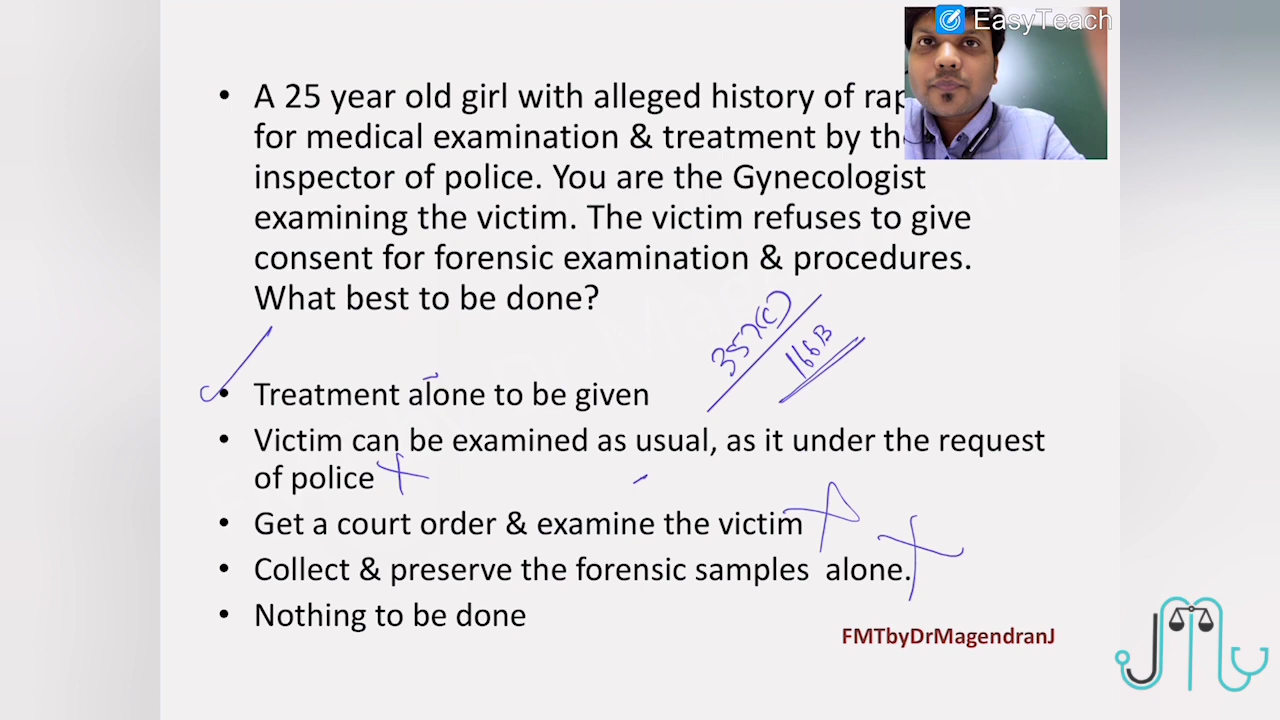 EasyTeach
• A 25 year old girl with alleged history of rap
for medical examination & treatment by the
inspector of police. You are the Gynecologist
examining the victim. The victim refuses to give
consent for forensic examination & procedures.
What best to be done?
357(C)
166B
• Treatment alone to be given
• Victim can be examined as usual, as it under the request
of police
• Get a court order & examine the victim
• Collect & preserve the forensic samples alone.
• Nothing to be done
FMTbyDrMagendranJ